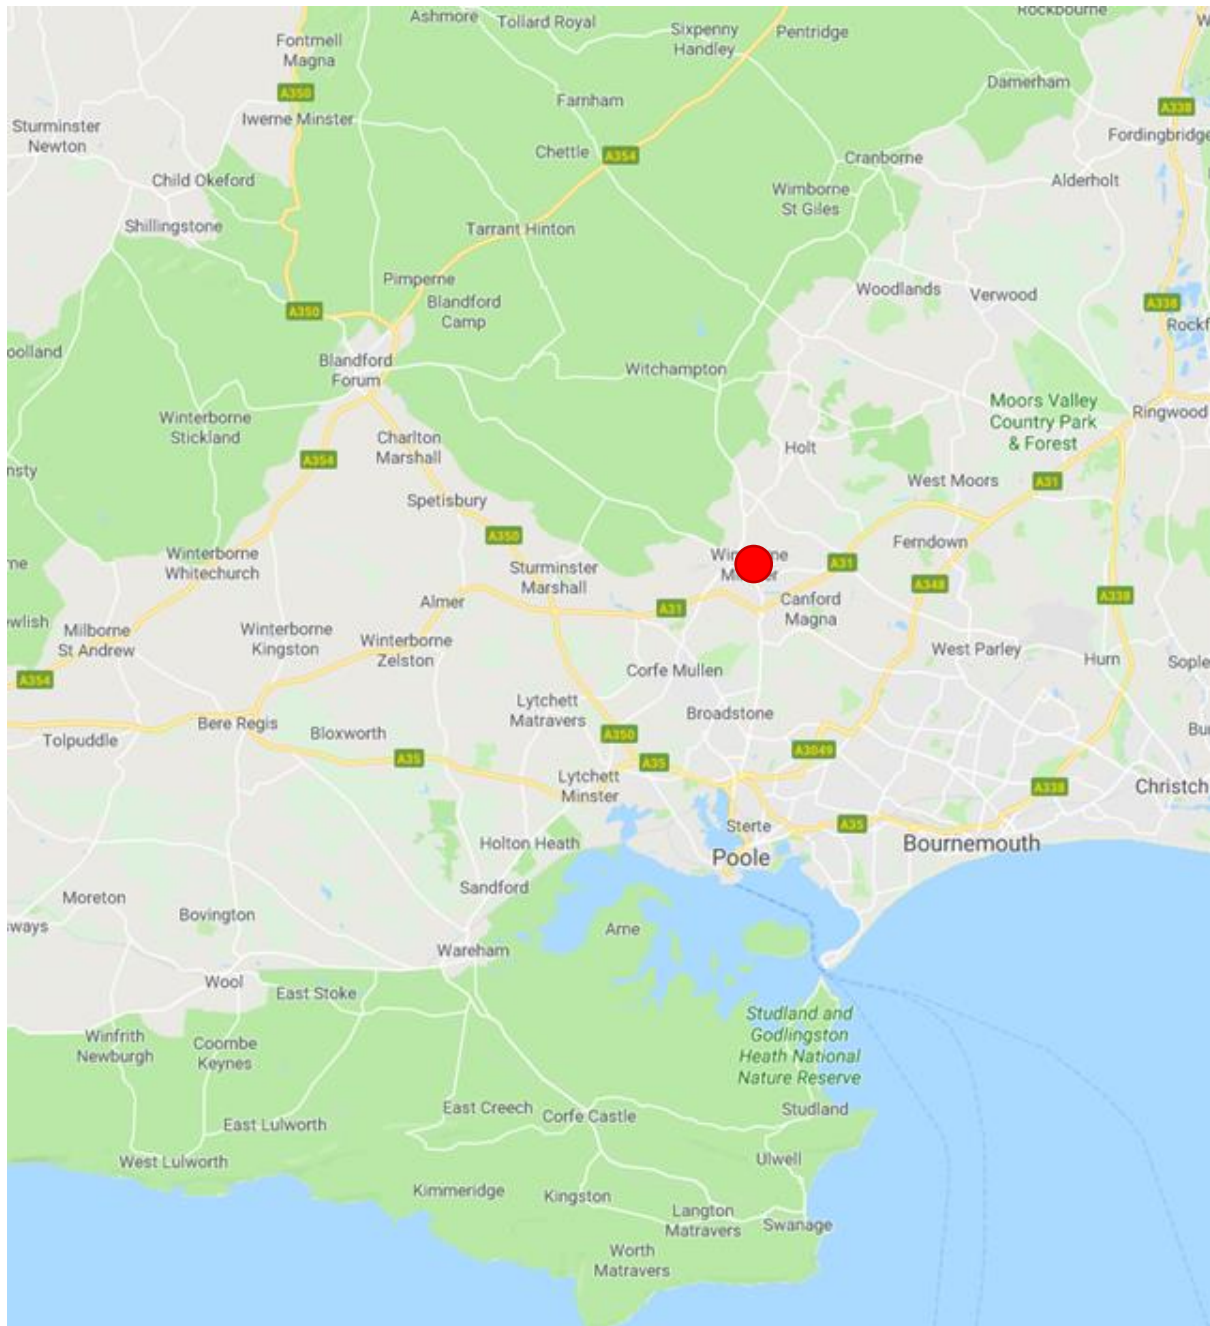 Ashmore
Tollard Royal
Rockbourne
Fontmell
Magna
Sixpenny
Handley
Pentridge
Damerham
A350
Farnham
A338
Iwerne Minster
Sturminster
Newton
Fordingbridge
Chettle
A354
Cranborne
Child Okeford
Alderholt
Wimborne
St Giles
Shillingstone
Tarrant Hinton
Pimperne
Blandford
Camp
Woodlands
Verwood
A338
A350
Blandford
Forum
Witchampton
Moors Valley
Country Park
& Forest
Ringwood
Winterborne
Stickland
Charlton
Marshall
Holt
A354
West Moors
A31
Spetisbury
A350
Ferndown
Winterborne
Whitechurch
Sturminster
Marshall
A31
A348
A338
Almer
A31
Canford
Magna
Milborne
St Andrew
Winterborne
Kingston
Winterborne
Zelston
West Parley
Hurn
A354
Corfe Mullen
Lytchett
Matravers
Broadstone
Bere Regis
Bloxworth
Tolpuddle
A350
A3049
A35
A35
Lytchett
Minster
A338
Sterte
A35
Holton Heath
Poole
Bournemouth
Sandford
Moreton
Bovington
Arne
Wareham
Wool
East Stoke
Studland and
Godlingston
Heath National
Nature Reserve
Winfrith
Newburgh
Coombe
Keynes
East Creech
Corfe Castle
Studland
East Lulworth
West Lulworth
Ulwell
Kimmeridge
Kingston
Langton
Matravers
Swanage
Worth
Matravers